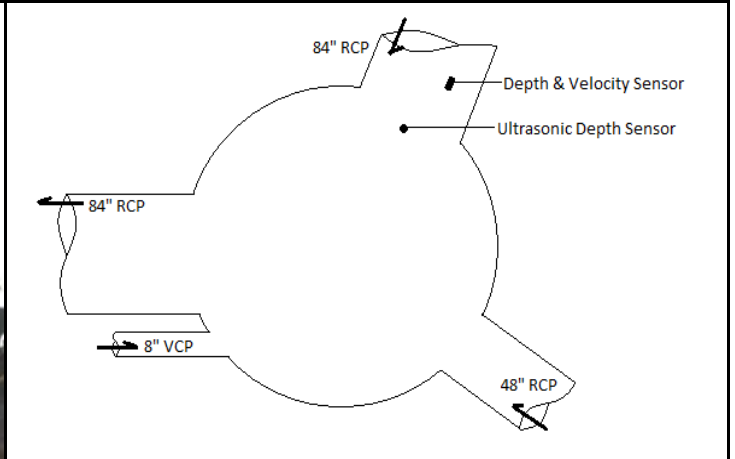 84" RCP
Depth & Velocity Sensor
Ultrasonic Depth Sensor
84" RCP
8" VCP
48" RCP